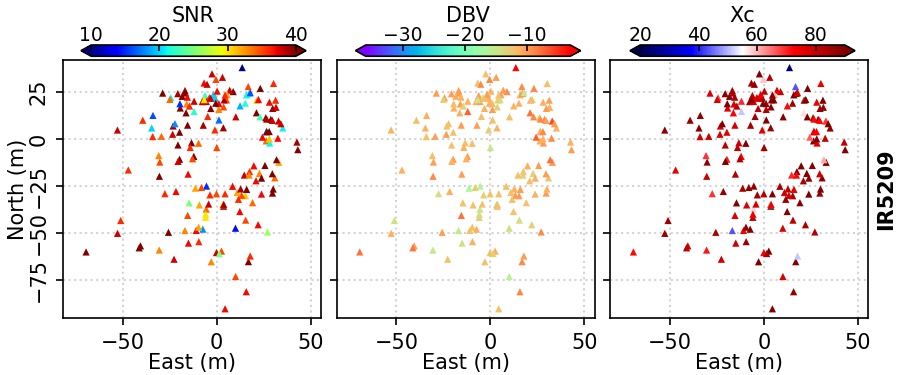 SNR DBV Xc
10 20 30 40 −30 −20 −10 20 40 60 80
25
0
−25
−50
−75
North (m)
−50 0 50 −50 0 50 −50 0 50
East (m) East (m) East (m)
IR5209